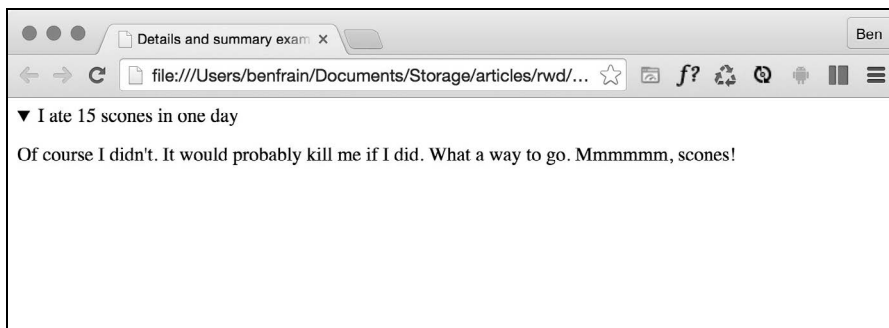 Details and summary exam
Ben
file:///Users/benfrain/Documents/Storage/articles/rwd/...
f?
▼ I ate 15 scones in one day
Of course I didn't. It would probably kill me if I did. What a way to go. Mmmmmm, scones!